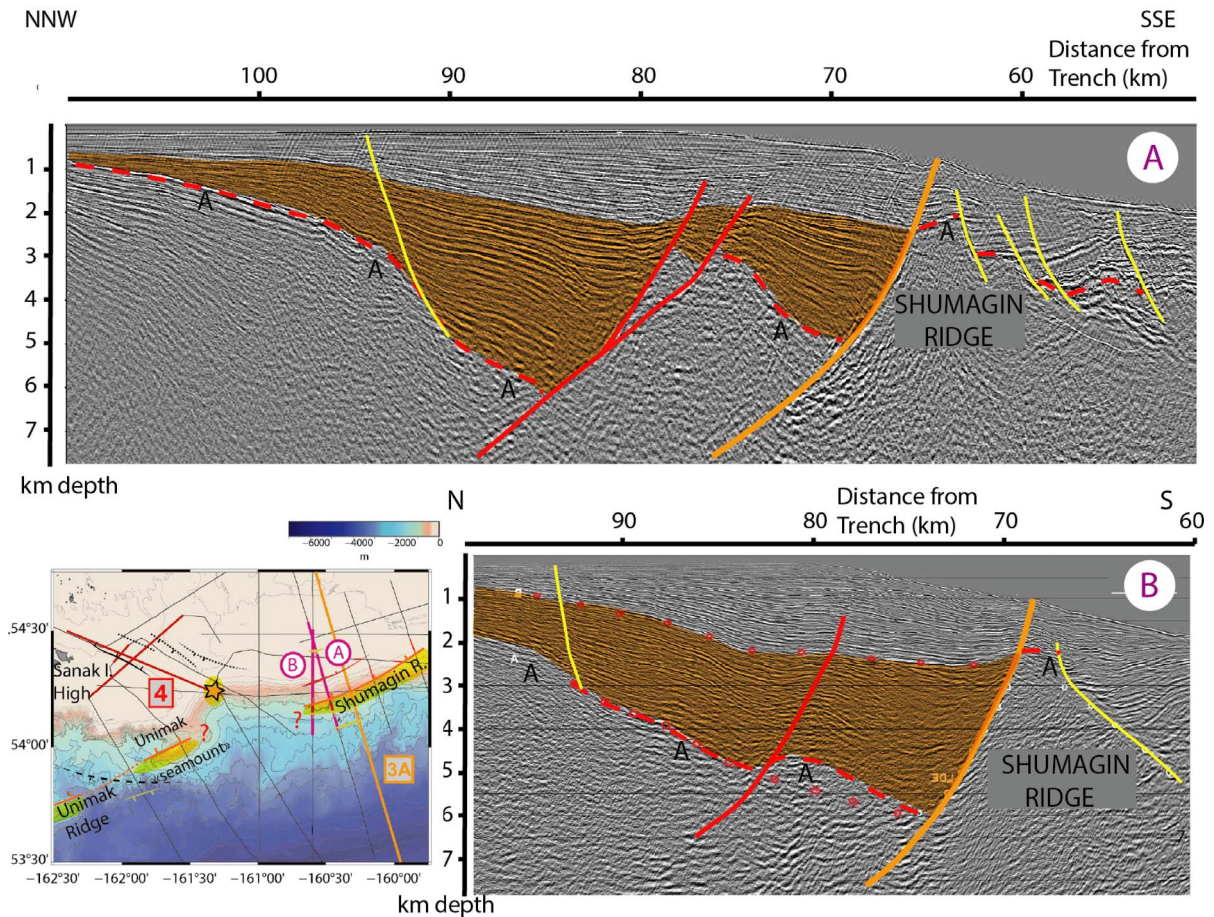 NNW
SSE
Distance from
Trench (km)
100
90
80
70
60
1
2
3
4
5
6
7
km depth
A
A
A
A
A
A
SHUMAGIN
RIDGE
N
S
Distance from
Trench (km)
90
80
70
60
1
2
3
4
5
6
7
km depth
B
A
A
A
A
A
SHUMAGIN
RIDGE
7
−6000
−4000
−2000
0
m
54°30'
54°00'
53°30'
−162°30'
−162°00'
−161°30'
−161°00'
−160°30'
−160°00'
Sanak I.
High
4
B
A
Shumagin R.
?
?
Unimak
«seamount»
Unimak
Ridge
3A